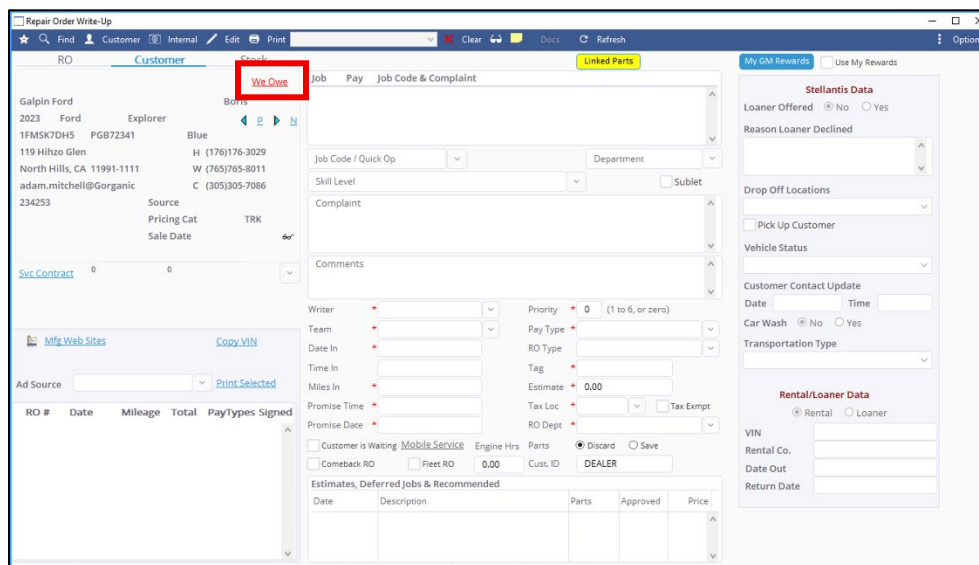 Repair Order Write-Up
Find Customer Internal Edit Print Clear Docs Refresh Option
RO Customer Stock
We Owe
Galpin Ford Boris
2023 Ford Explorer P N
1FMSK7DH5 PGB72341 Blue
119 Hihzo Glen H (176)176-3029
North Hills, CA 11991-1111 W (765)765-8011
adam.mitchell@Gorganic C (305)305-7086
234253 Source
Pricing Cat TRK
Sale Date
Svc Contract 0 0
Mfg Web Sites Copy VIN
Ad Source Print Selected
RO # Date Mileage Total PayTypes Signed
Linked Parts
Job Pay Job Code & Complaint
Job Code / Quick Op Department
Skill Level Sublet
Complaint
Comments
Writer * Priority * 0 (1 to 6, or zero)
Team * Pay Type *
Date In * RO Type
Time In Tag *
Miles In * Estimate * 0.00
Promise Time * Tax Loc * Tax Exmpt
Promise Date * RO Dept *
Customer is Waiting Mobile Service Engine Hrs Parts Discard Save
Comeback RO Fleet RO 0.00 Cust. ID DEALER
Estimates, Deferred Jobs & Recommended
Date Description Parts Approved Price
My GM Rewards Use My Rewards
Stellantis Data
Loaner Offered No Yes
Reason Loaner Declined
Drop Off Locations
Pick Up Customer
Vehicle Status
Customer Contact Update
Date Time
Car Wash No Yes
Transportation Type
Rental/Loaner Data
Rental Loaner
VIN
Rental Co.
Date Out
Return Date